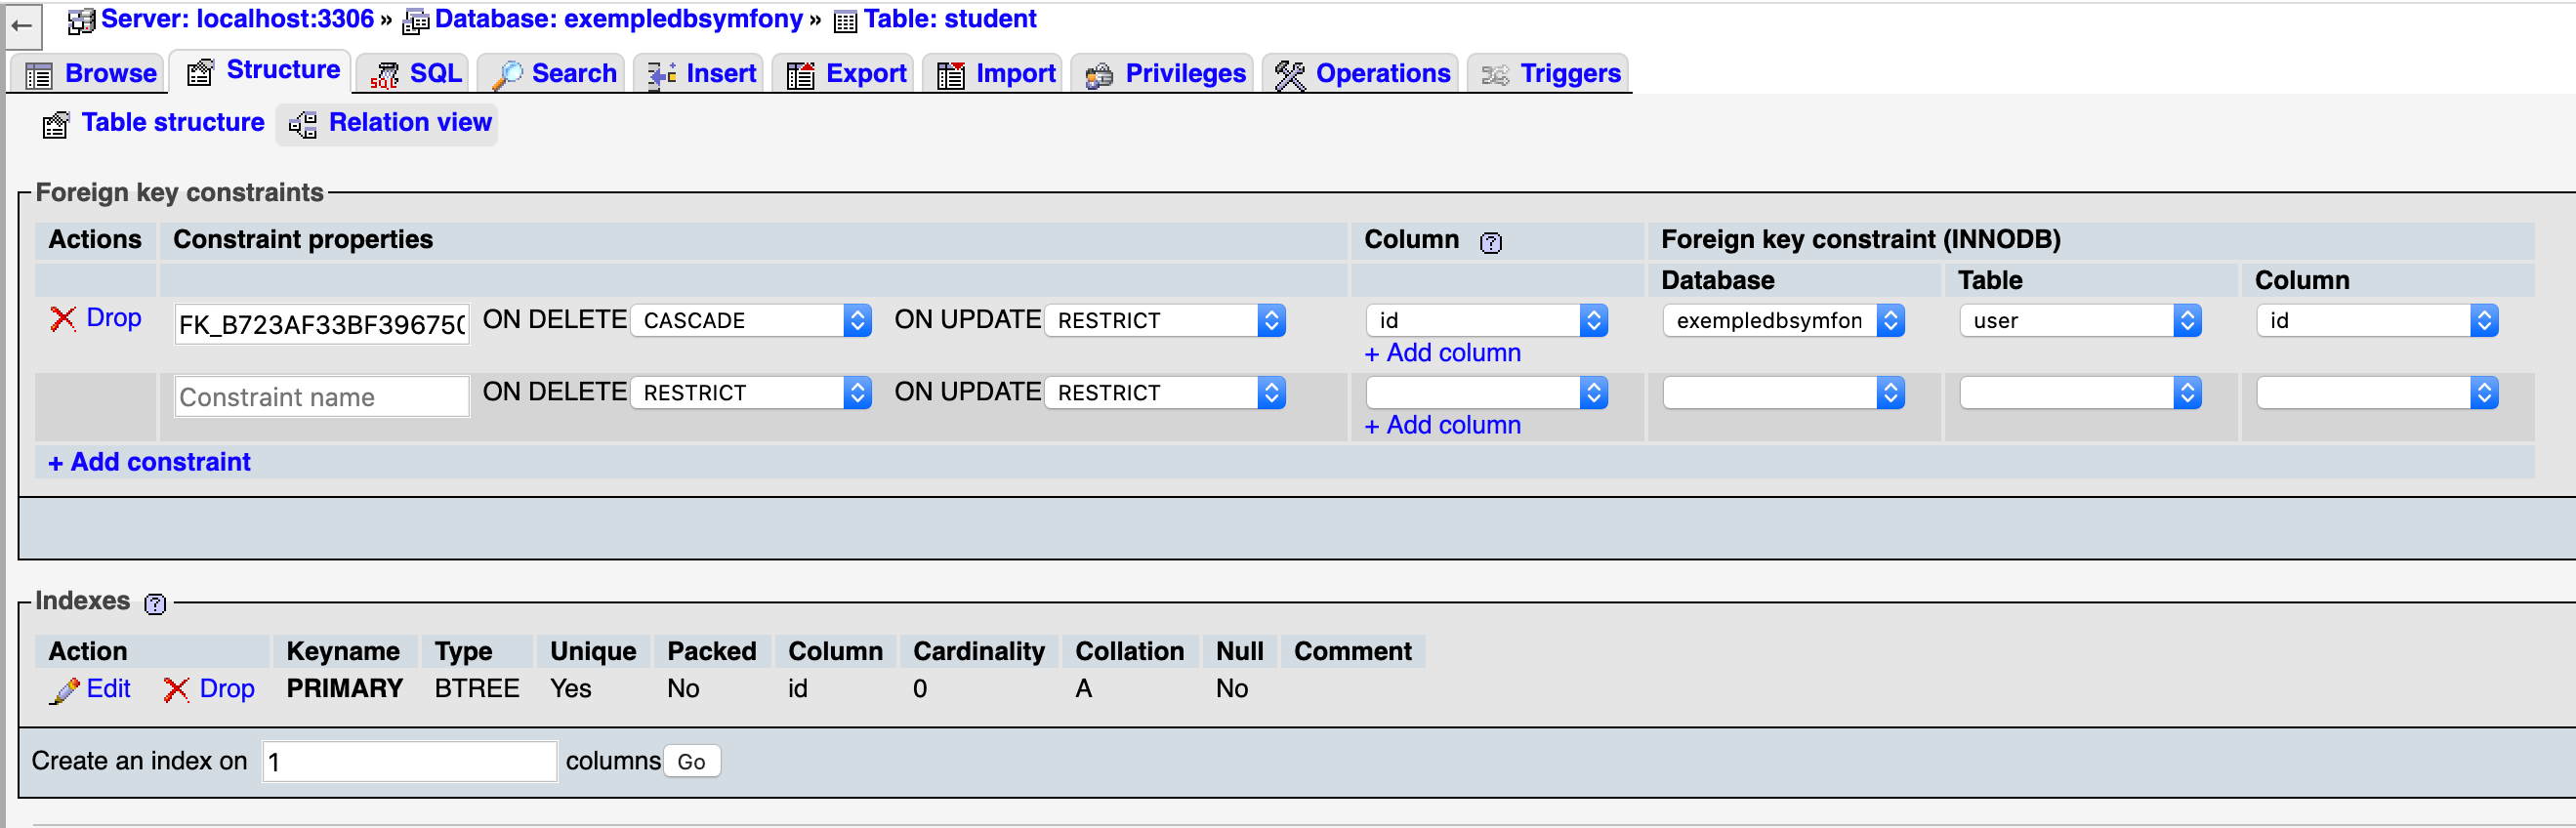 ← Server: localhost:3306 » Database: exempledbsymfony » Table: student
Browse Structure SQL Search Insert Export Import Privileges Operations Triggers
Table structure Relation view
Foreign key constraints
Actions Constraint properties Column ? Foreign key constraint (INNODB)
Database Table Column
Drop FK_B723AF33BF39675( ON DELETE CASCADE ON UPDATE RESTRICT id exempledbsymfon user id
+ Add column
Constraint name ON DELETE RESTRICT ON UPDATE RESTRICT
+ Add column
+ Add constraint
Indexes ?
Action Keyname Type Unique Packed Column Cardinality Collation Null Comment
Edit Drop PRIMARY BTREE Yes No id 0 A No
Create an index on 1 columns Go